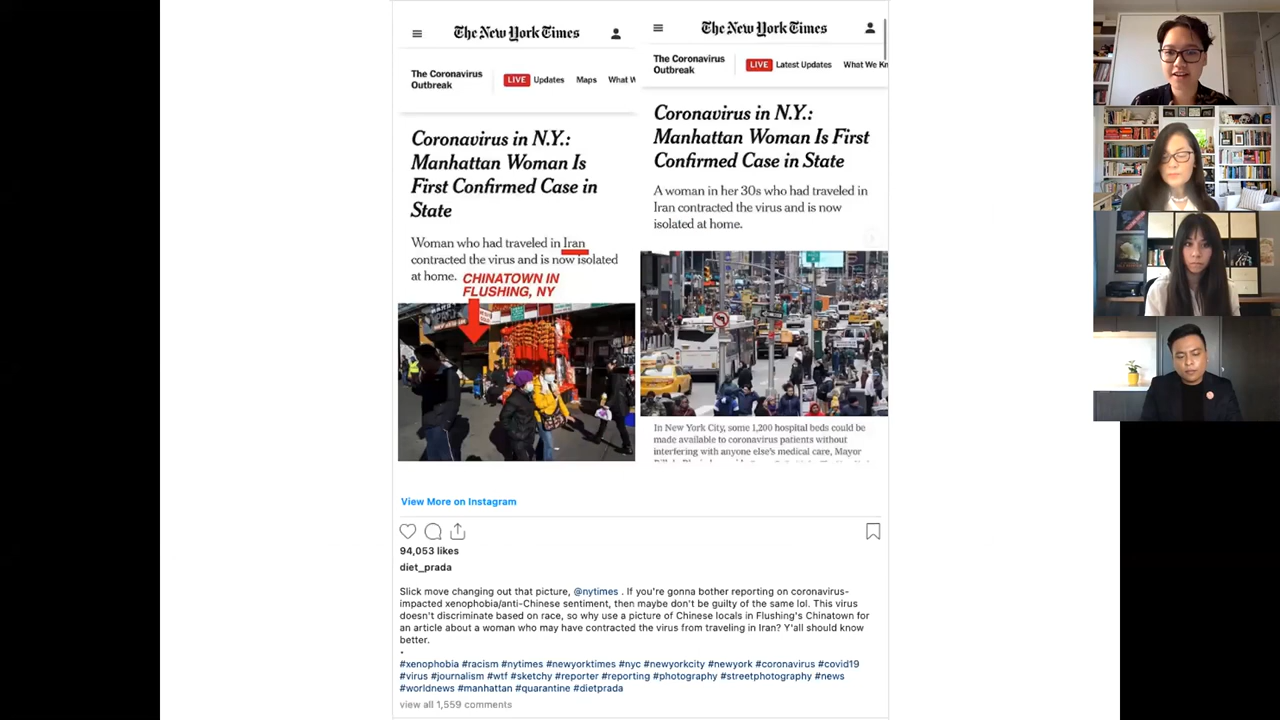 The New York Times
The Coronavirus
Outbreak
LIVE Updates Maps What W
Coronavirus in N.Y.:
Manhattan Woman Is
First Confirmed Case in
State
Woman who had traveled in Iran
contracted the virus and is now isolated
at home.
CHINATOWN IN
FLUSHING, NY
The New York Times
The Coronavirus
Outbreak
LIVE Latest Updates What We Kn
Coronavirus in N.Y.:
Manhattan Woman Is First
Confirmed Case in State
A woman in her 30s who had traveled in
Iran contracted the virus and is now
isolated at home.
In New York City, some 1,200 hospital beds could be
made available to coronavirus patients without
interfering with anyone else's medical care, Mayor
View More on Instagram
94,053 likes
diet_prada
Slick move changing out that picture, @nytimes . If you're gonna bother reporting on coronavirus-
impacted xenophobia/anti-Chinese sentiment, then maybe don't be guilty of the same lol. This virus
doesn't discriminate based on race, so why use a picture of Chinese locals in Flushing's Chinatown for
an article about a woman who may have contracted the virus from traveling in Iran? Y'all should know
better.
•
#xenophobia #racism #nytimes #newyorktimes #nyc #newyorkcity #newyork #coronavirus #covid19
#virus #journalism #wtf #sketchy #reporter #reporting #photography #streetphotography #news
#worldnews #manhattan #quarantine #dietprada
view all 1,559 comments